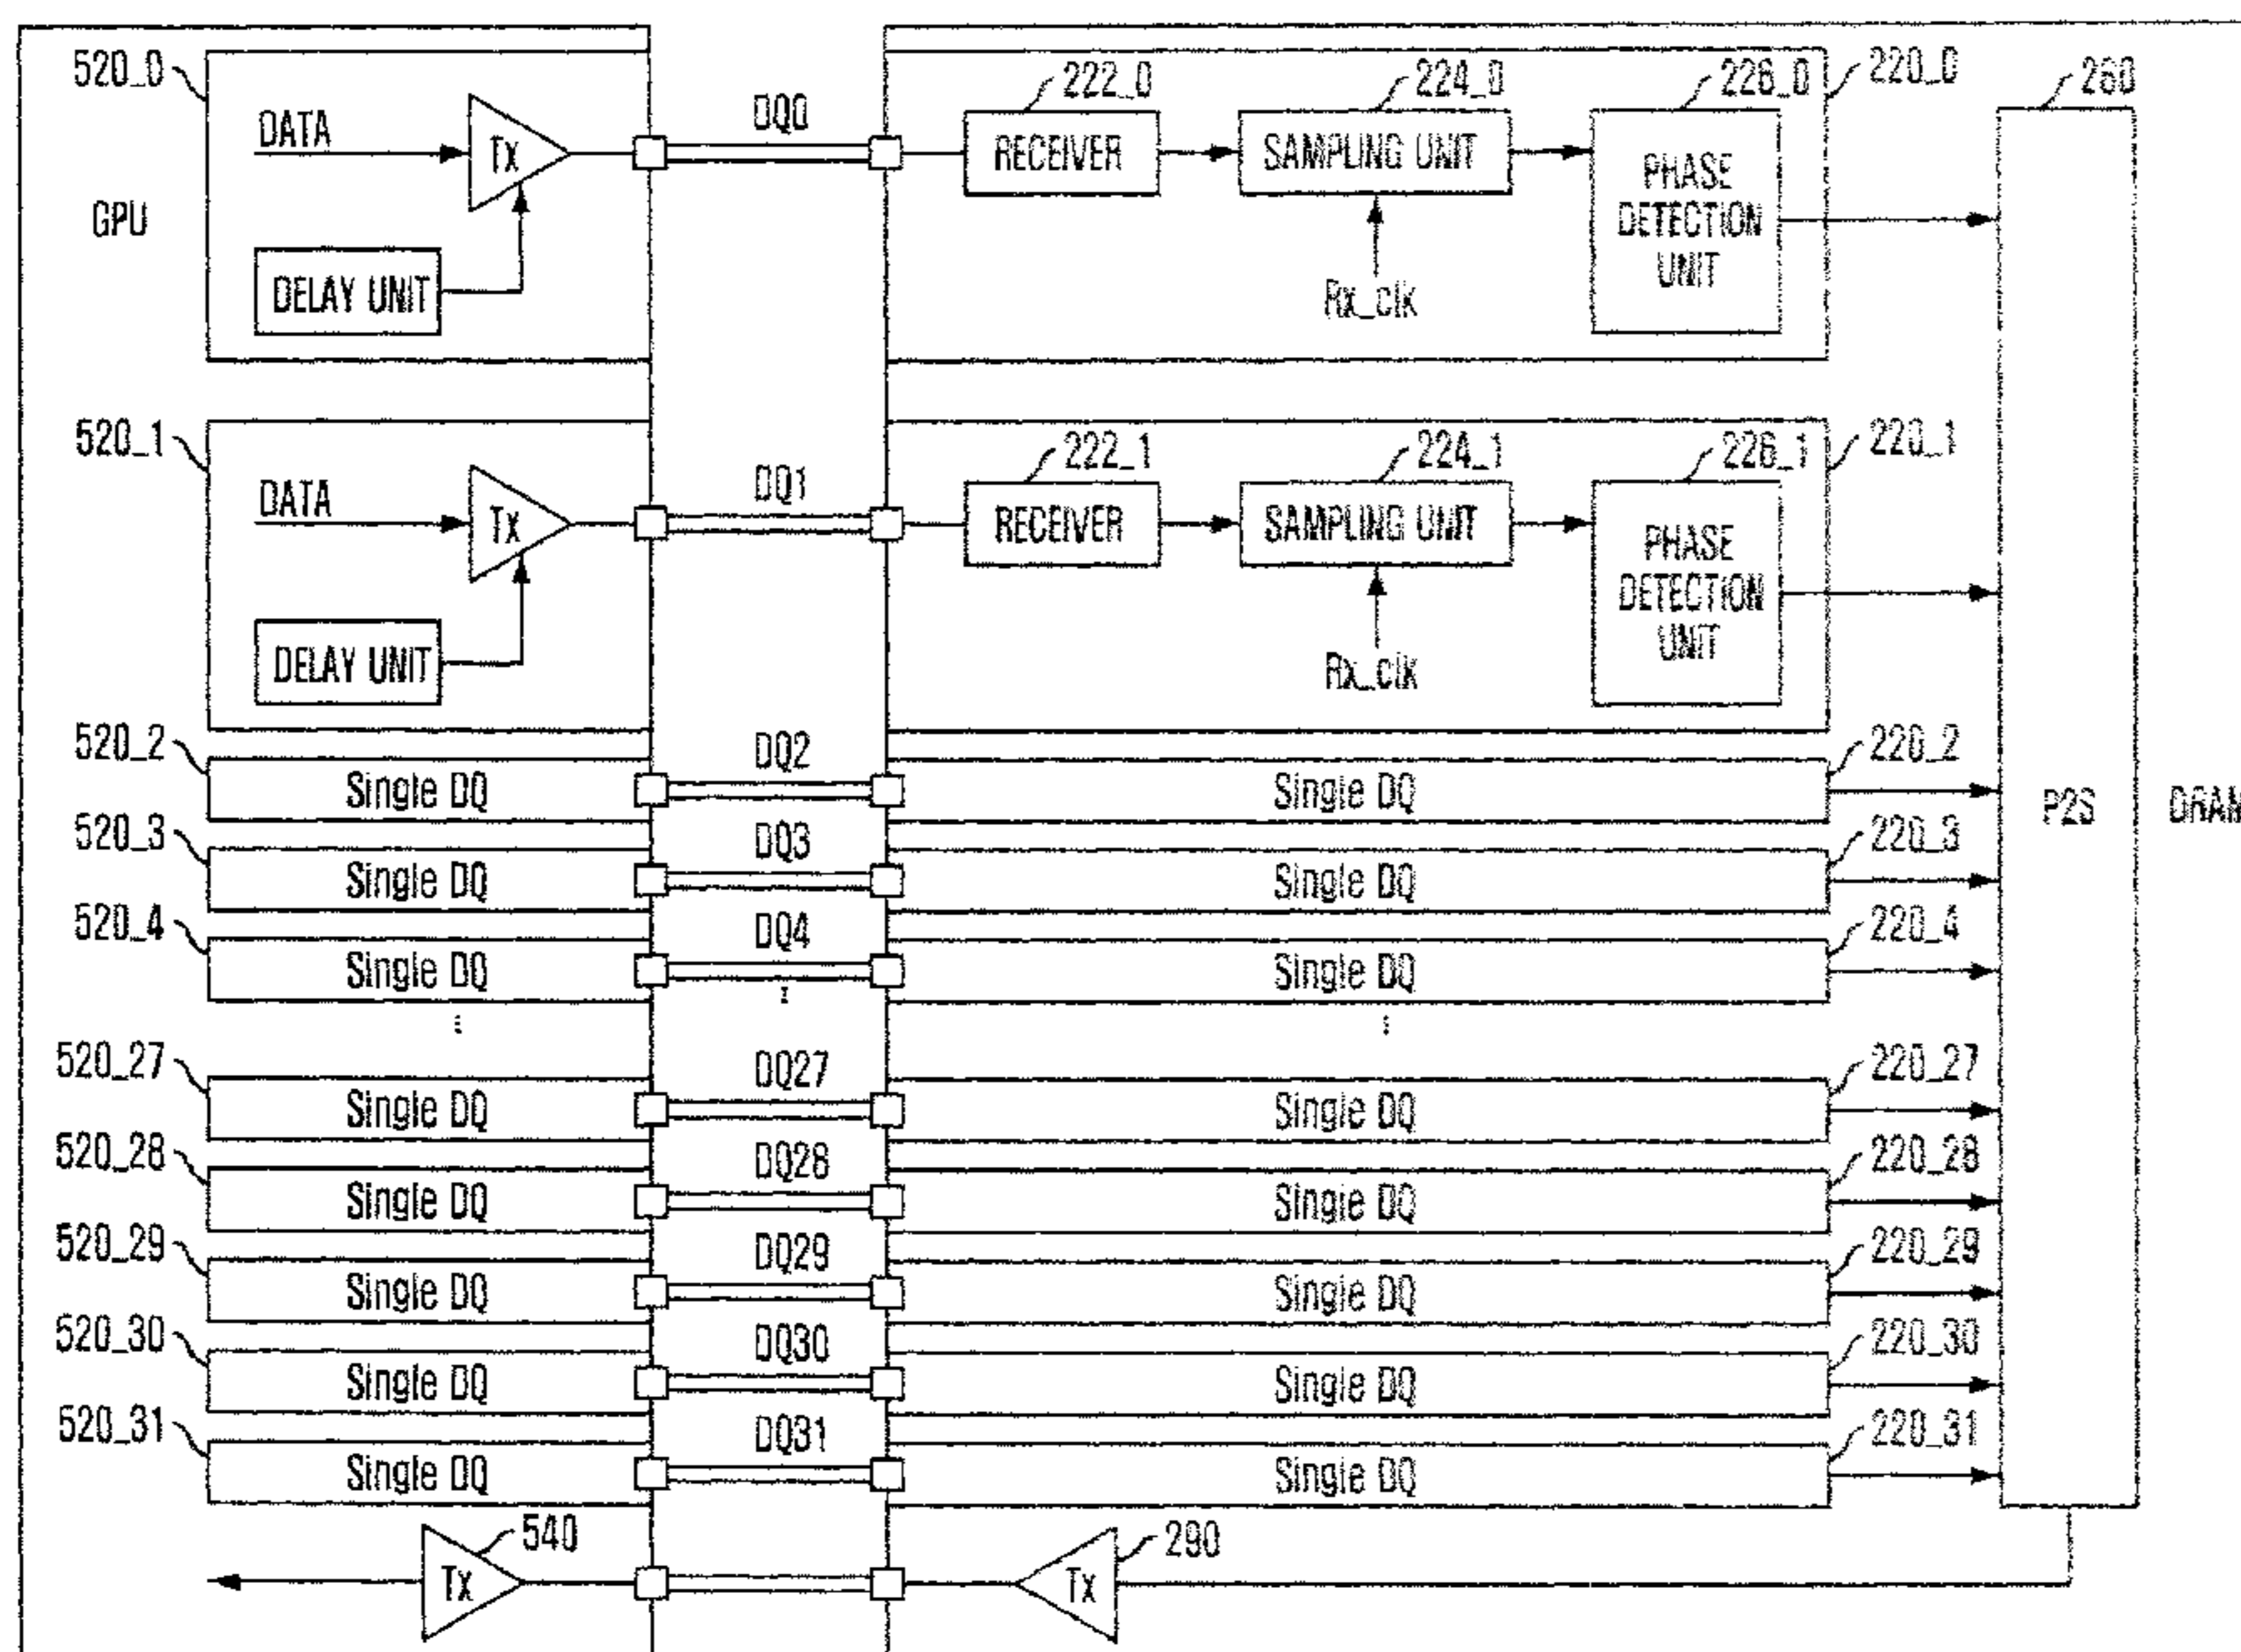 520_0
DATA
Tx
GPU
DELAY UNIT
DQ0
222_0
224_0
226_0
220_0
260
RECEIVER
SAMPLING UNIT
PHASE
DETECTION
UNIT
Rx_clk
520_1
DATA
Tx
DELAY UNIT
DQ1
222_1
224_1
226_1
220_1
RECEIVER
SAMPLING UNIT
PHASE
DETECTION
UNIT
Rx_clk
520_2
Single DQ
DQ2
Single DQ
220_2
P2S
DRAM
520_3
Single DQ
DQ3
Single DQ
220_3
520_4
Single DQ
DQ4
Single DQ
220_4
520_27
Single DQ
DQ27
Single DQ
220_27
520_28
Single DQ
DQ28
Single DQ
220_28
520_29
Single DQ
DQ29
Single DQ
220_29
520_30
Single DQ
DQ30
Single DQ
220_30
520_31
Single DQ
DQ31
Single DQ
220_31
540
Tx
290
Tx